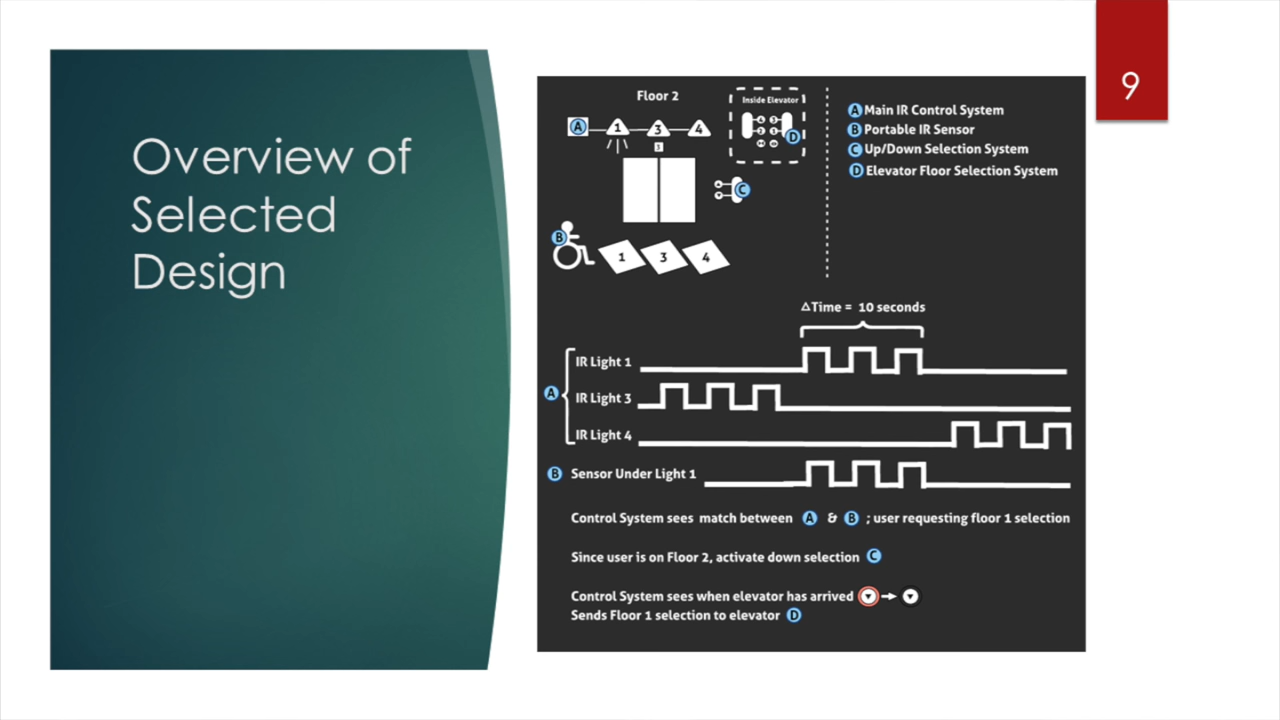 9
Overview of
Selected
Design
Floor 2
Inside Elevator
A 1 3 4
3
D
C
B
1 3 4
A Main IR Control System
B Portable IR Sensor
C Up/Down Selection System
D Elevator Floor Selection System
ΔTime = 10 seconds
A
IR Light 1
IR Light 3
IR Light 4
B Sensor Under Light 1
Control System sees match between A & B ; user requesting floor 1 selection
Since user is on Floor 2, activate down selection C
Control System sees when elevator has arrived
Sends Floor 1 selection to elevator D